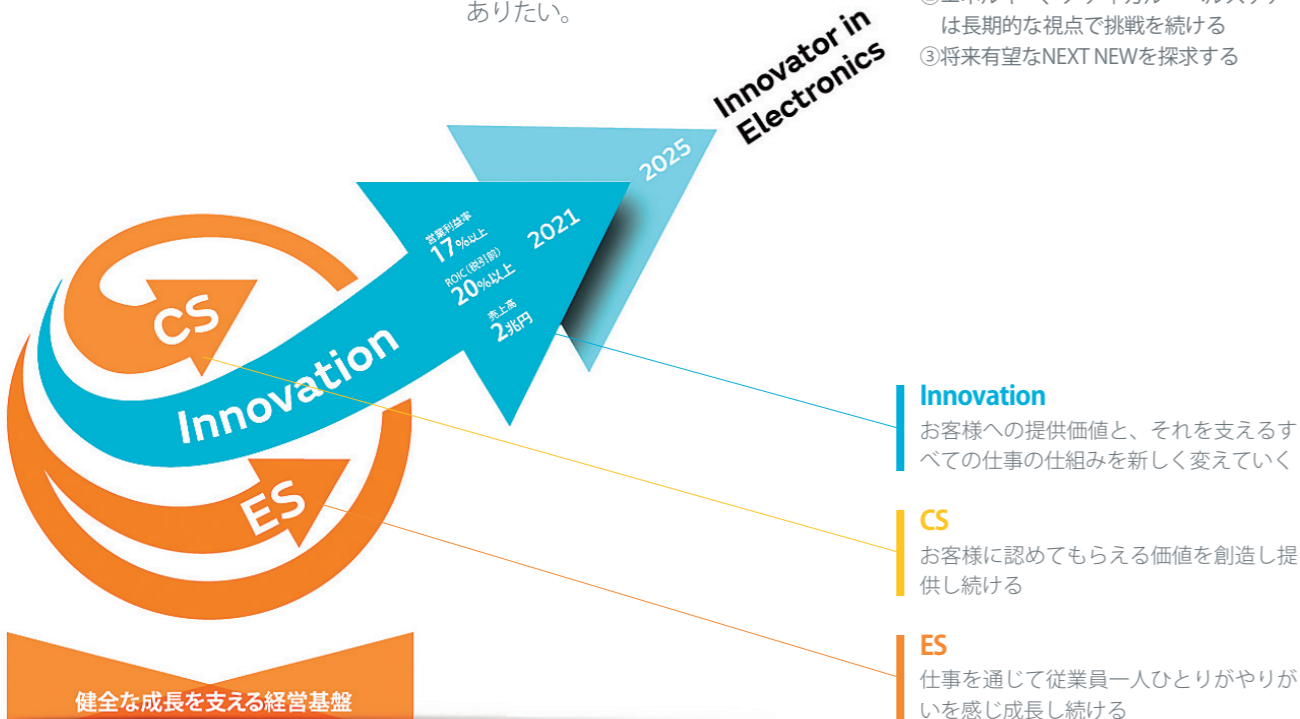 ありたい。
は長期的な視点で挑戦を続ける
③将来有望なNEXT NEWを探求する
Innovator in
Electronics
2025
2021
営業利益率
17%以上
ROIC(税引前)
20%以上
売上高
2兆円
CS
Innovation
ES
健全な成長を支える経営基盤
Innovation
お客様への提供価値と、それを支えるす
べての仕事の仕組みを新しく変えていく
CS
お客様に認めてもらえる価値を創造し提
供し続ける
ES
仕事を通じて従業員一人ひとりがやりが
いを感じ成長し続ける